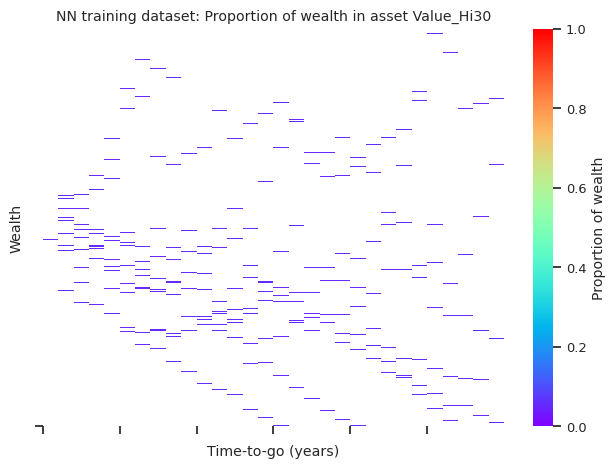 NN training dataset: Proportion of wealth in asset Value_Hi30
Wealth
Time-to-go (years)
1.0
0.8
0.6
0.4
0.2
0.0
Proportion of wealth